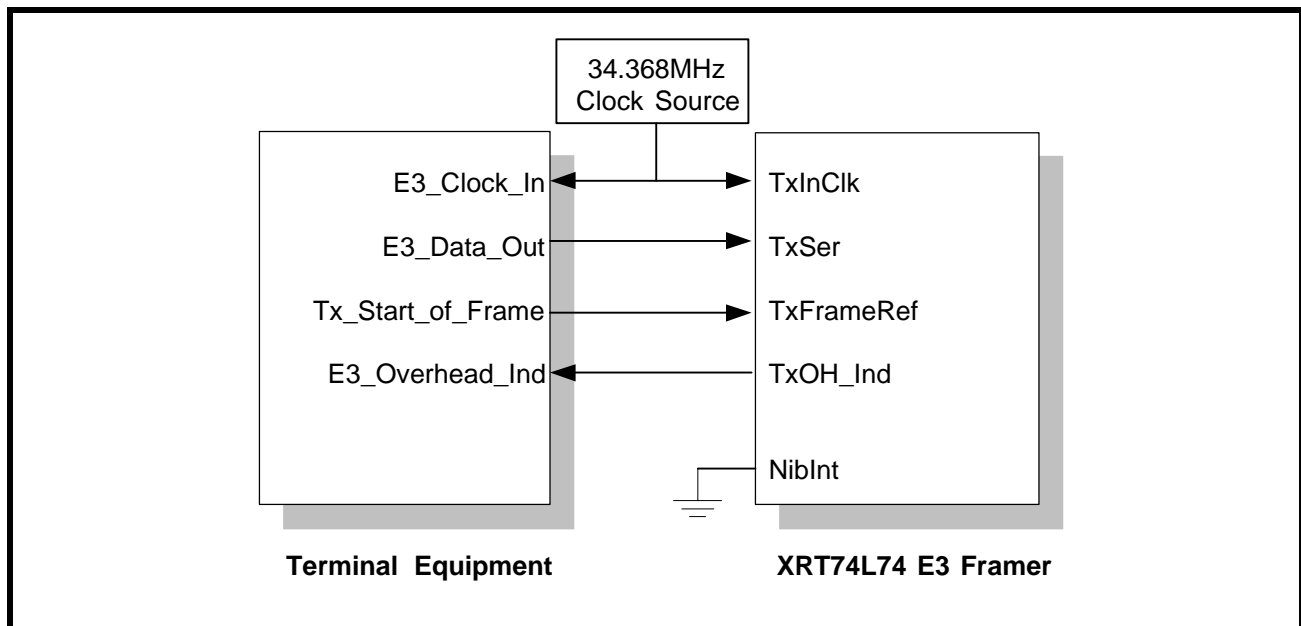 34.368MHz
Clock Source
E3_Clock_In
TxInClk
E3_Data_Out
TxSer
Tx_Start_of_Frame
TxFrameRef
E3_Overhead_Ind
TxOH_Ind
NibInt
Terminal Equipment
XRT74L74 E3 Framer